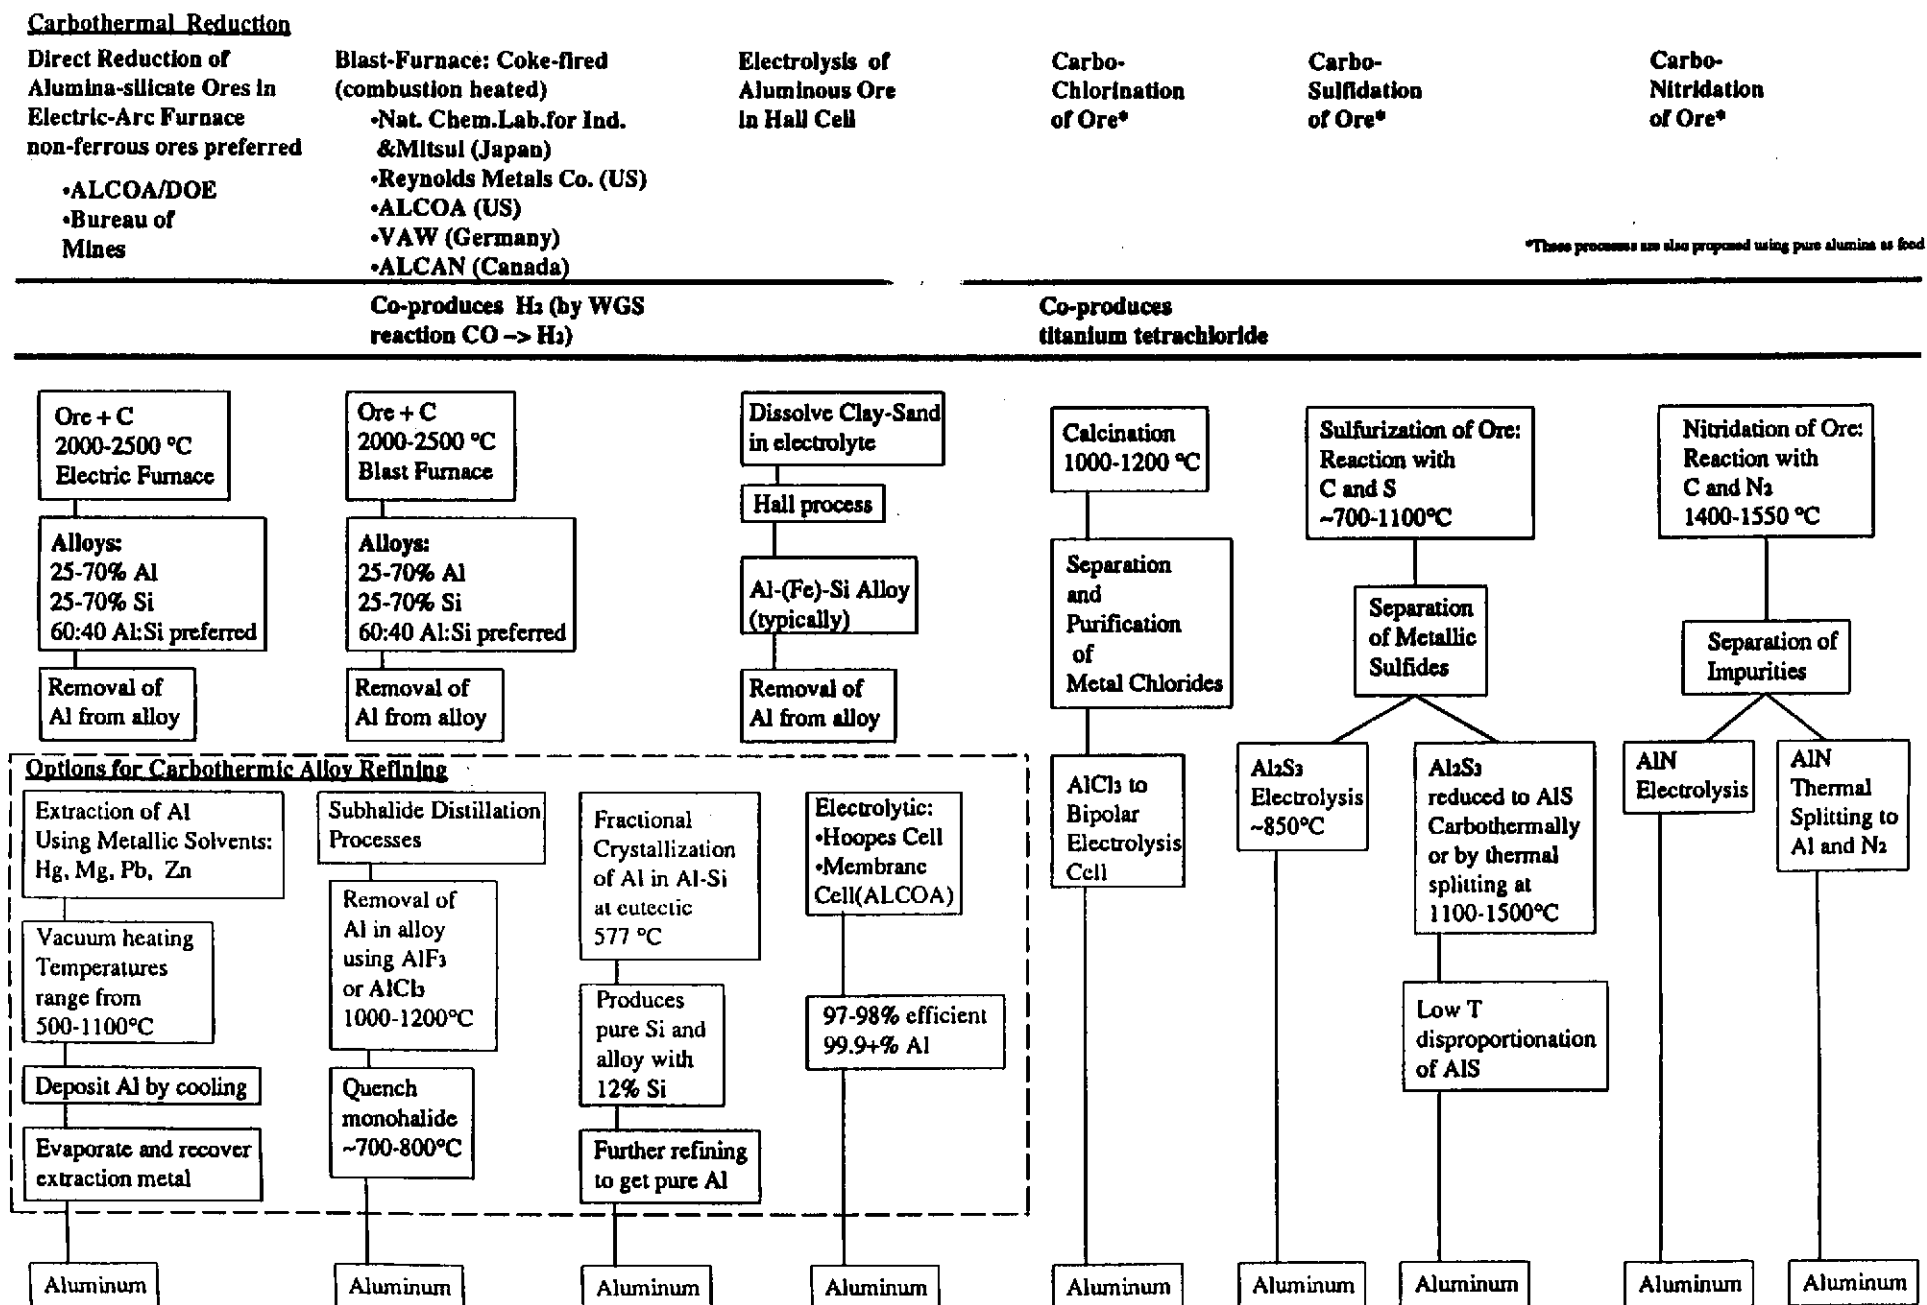 Carbothermal Reduction
Direct Reduction of
Alumina-silicate Ores in
Electric-Arc Furnace
non-ferrous ores preferred
•ALCOA/DOE
•Bureau of
Mines
Blast-Furnace: Coke-fired
(combustion heated)
•Nat. Chem.Lab.for Ind.
&Mitsui (Japan)
•Reynolds Metals Co. (US)
•ALCOA (US)
•VAW (Germany)
•ALCAN (Canada)
Electrolysis of
Aluminous Ore
in Hall Cell
Carbo-
Chlorination
of Ore*
Carbo-
Sulfidation
of Ore*
Carbo-
Nitridation
of Ore*
*These processes are also proposed using pure alumina as feed
Co-produces H₂ (by WGS
reaction CO –> H₂)
Co-produces
titanium tetrachloride
Ore + C
2000-2500 °C
Electric Furnace
Alloys:
25-70% Al
25-70% Si
60:40 Al:Si preferred
Removal of
Al from alloy
Ore + C
2000-2500 °C
Blast Furnace
Alloys:
25-70% Al
25-70% Si
60:40 Al:Si preferred
Removal of
Al from alloy
Dissolve Clay-Sand
in electrolyte
Hall process
Al-(Fe)-Si Alloy
(typically)
Removal of
Al from alloy
Calcination
1000-1200 °C
Separation
and
Purification
of
Metal Chlorides
AlCl₃ to
Bipolar
Electrolysis
Cell
Sulfurization of Ore:
Reaction with
C and S
~700-1100°C
Separation
of Metallic
Sulfides
Al₂S₃
Electrolysis
~850°C
Al₂S₃
reduced to AlS
Carbothermally
or by thermal
splitting at
1100-1500°C
Low T
disproportionation
of AlS
Nitridation of Ore:
Reaction with
C and N₂
1400-1550 °C
Separation of
Impurities
AlN
Electrolysis
AlN
Thermal
Splitting to
Al and N₂
Options for Carbothermic Alloy Refining
Extraction of Al
Using Metallic Solvents:
Hg, Mg, Pb, Zn
Vacuum heating
Temperatures
range from
500-1100°C
Deposit Al by cooling
Evaporate and recover
extraction metal
Subhalide Distillation
Processes
Removal of
Al in alloy
using AlF₃
or AlCl₃
1000-1200°C
Quench
monohalide
~700-800°C
Fractional
Crystallization
of Al in Al-Si
at eutectic
577 °C
Produces
pure Si and
alloy with
12% Si
Further refining
to get pure Al
Electrolytic:
•Hoopes Cell
•Membrane
Cell(ALCOA)
97-98% efficient
99.9+% Al
Aluminum
Aluminum
Aluminum
Aluminum
Aluminum
Aluminum
Aluminum
Aluminum
Aluminum